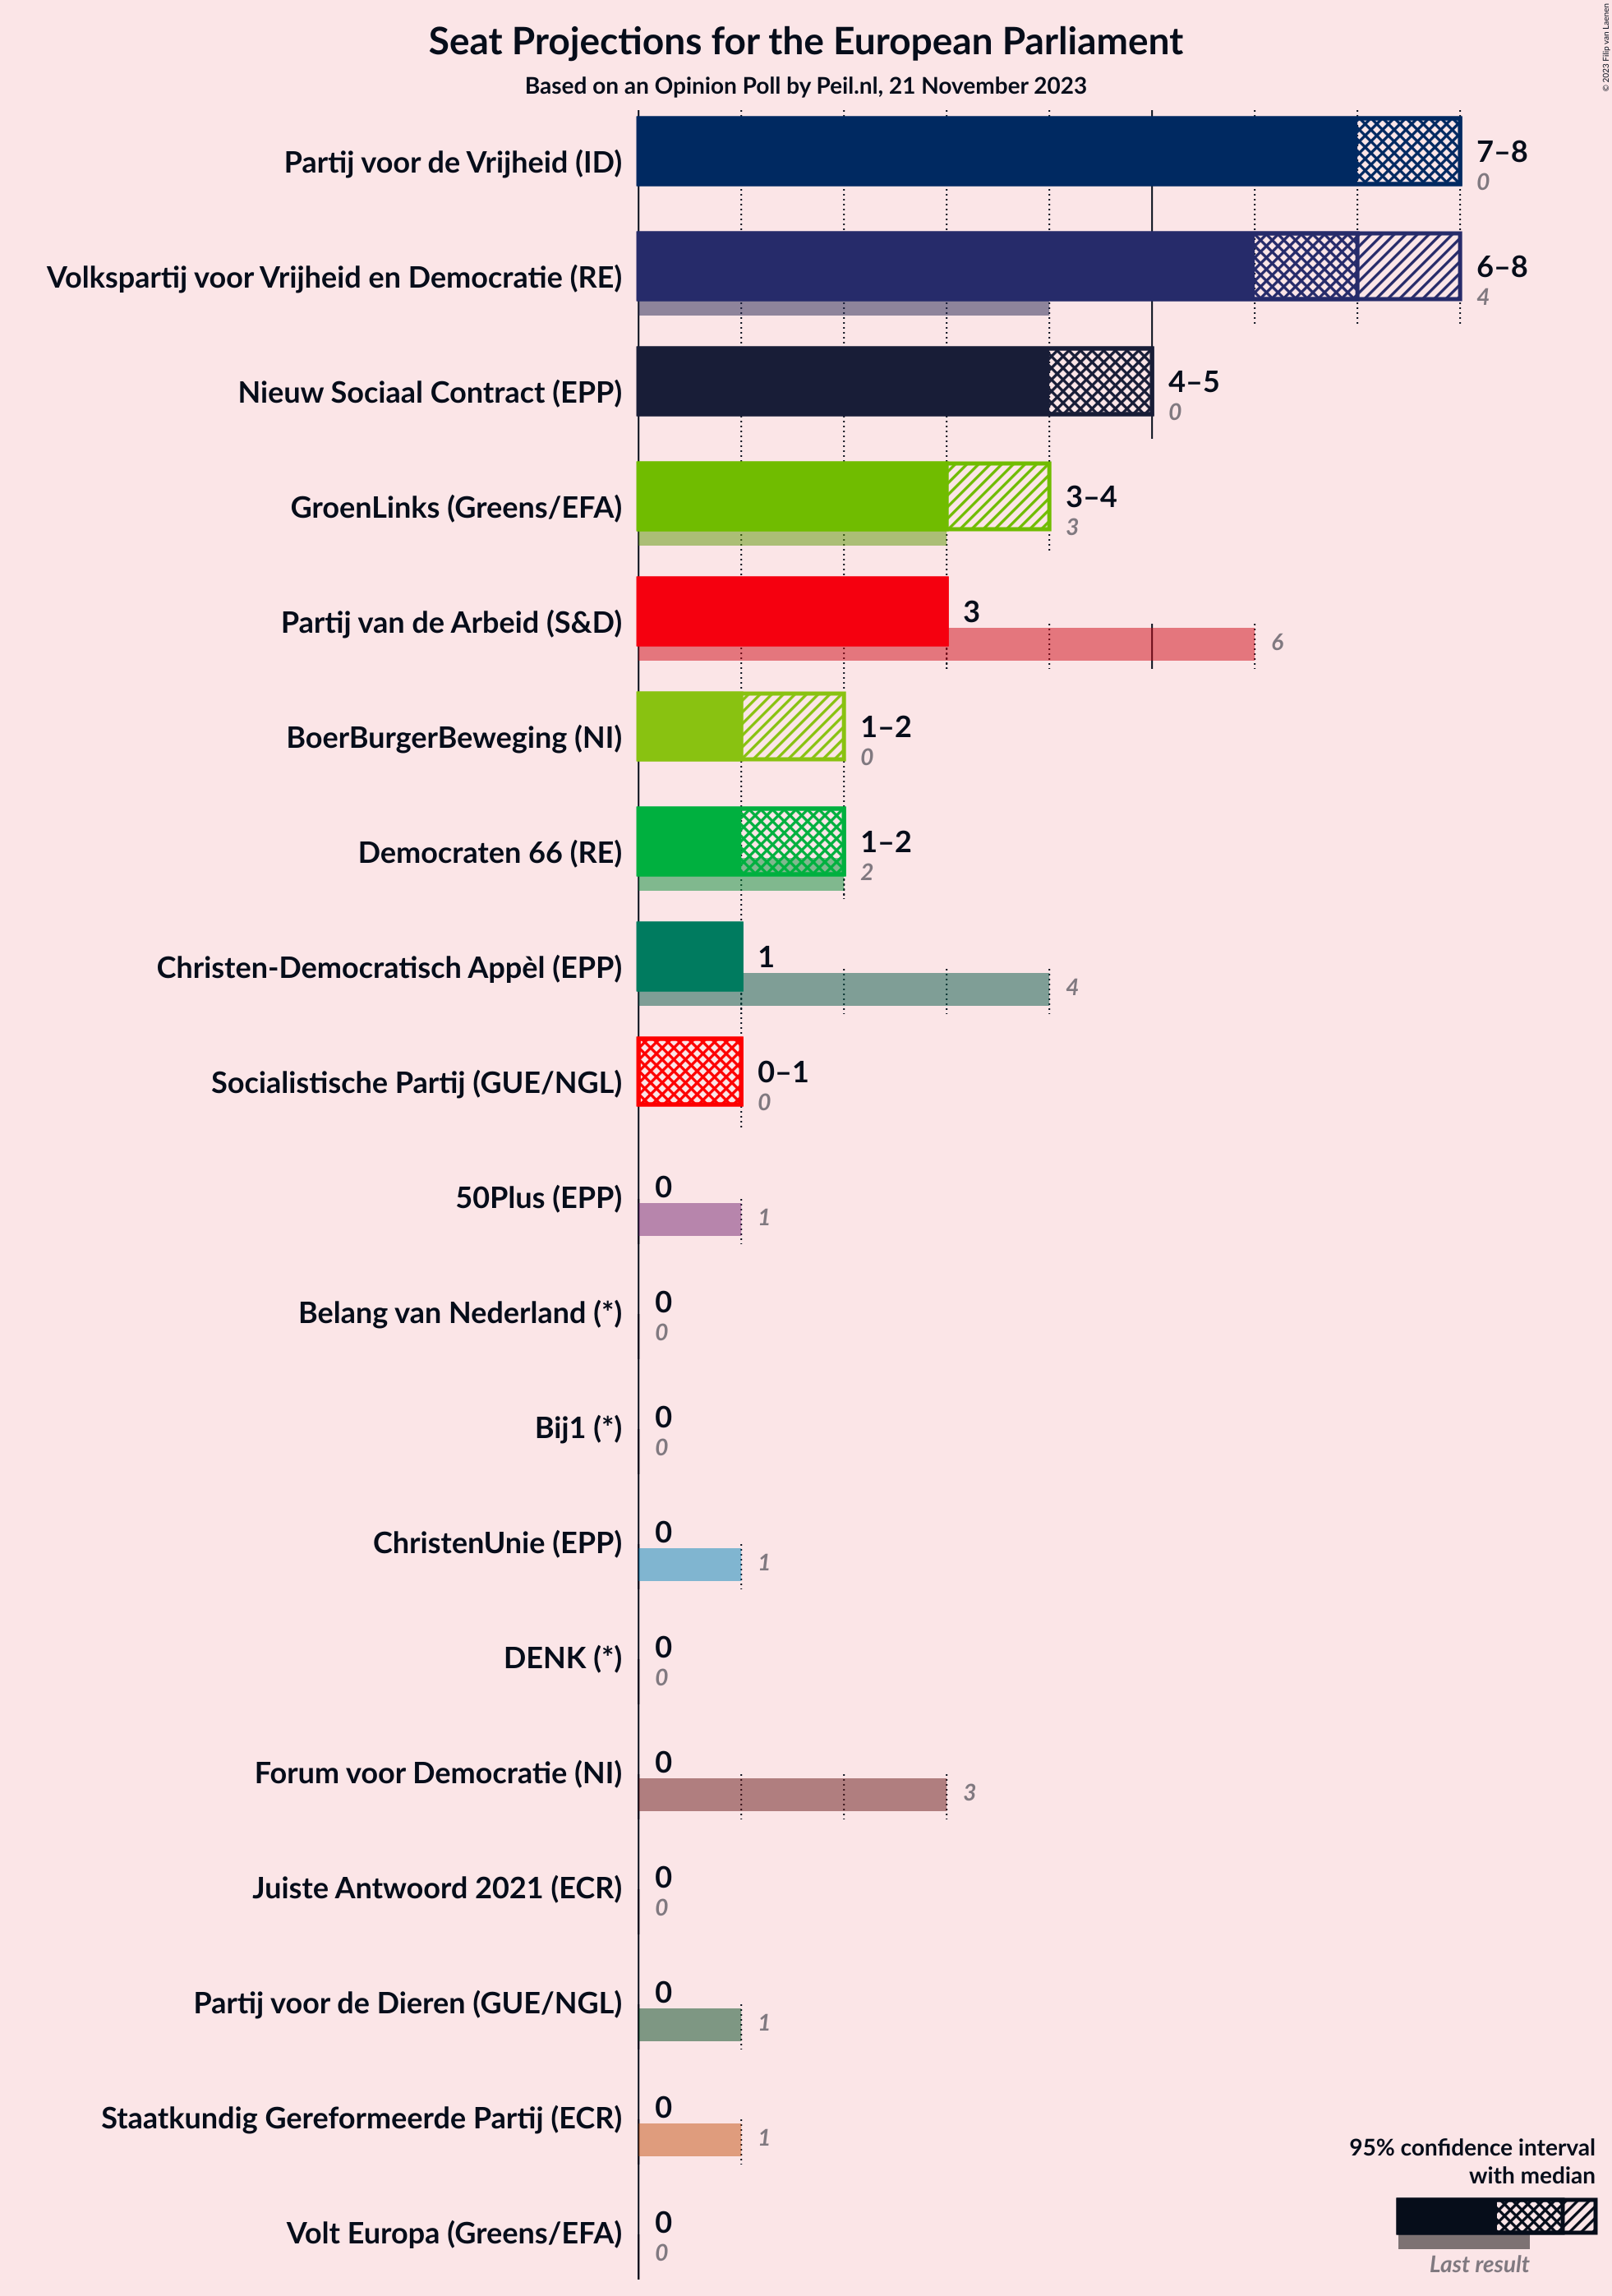 Seat Projections for the European Parliament
Based on an Opinion Poll by Peil.nl, 21 November 2023
© 2023 Filip van Laenen
Partij voor de Vrijheid (ID)
7–8
0
Volkspartij voor Vrijheid en Democratie (RE)
6–8
4
Nieuw Sociaal Contract (EPP)
4–5
0
GroenLinks (Greens/EFA)
3–4
3
Partij van de Arbeid (S&D)
3
6
BoerBurgerBeweging (NI)
1–2
0
Democraten 66 (RE)
1–2
2
Christen-Democratisch Appèl (EPP)
1
4
Socialistische Partij (GUE/NGL)
0–1
0
50Plus (EPP)
0
1
Belang van Nederland (*)
0
0
Bij1 (*)
0
0
ChristenUnie (EPP)
0
1
DENK (*)
0
0
Forum voor Democratie (NI)
0
3
Juiste Antwoord 2021 (ECR)
0
0
Partij voor de Dieren (GUE/NGL)
0
1
Staatkundig Gereformeerde Partij (ECR)
0
1
Volt Europa (Greens/EFA)
0
0
95% confidence interval
with median
Last result